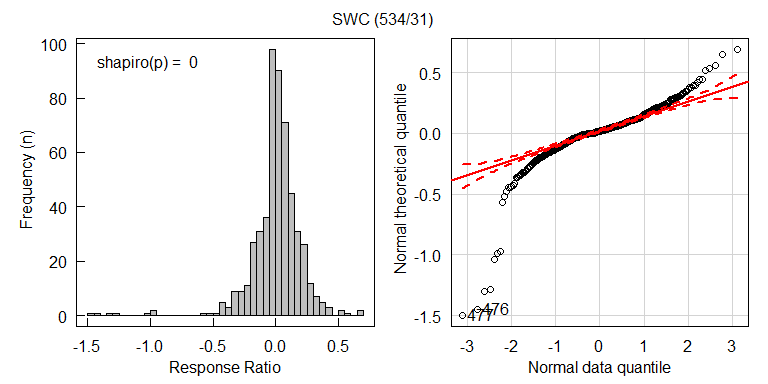 SWC (534/31)
shapiro(p) = 0
Frequency (n)
100
80
60
40
20
0
-1.5 -1.0 -0.5 0.0 0.5
Response Ratio
Normal theoretical quantile
0.5
0.0
-0.5
-1.0
-1.5
476
477
-3 -2 -1 0 1 2 3
Normal data quantile